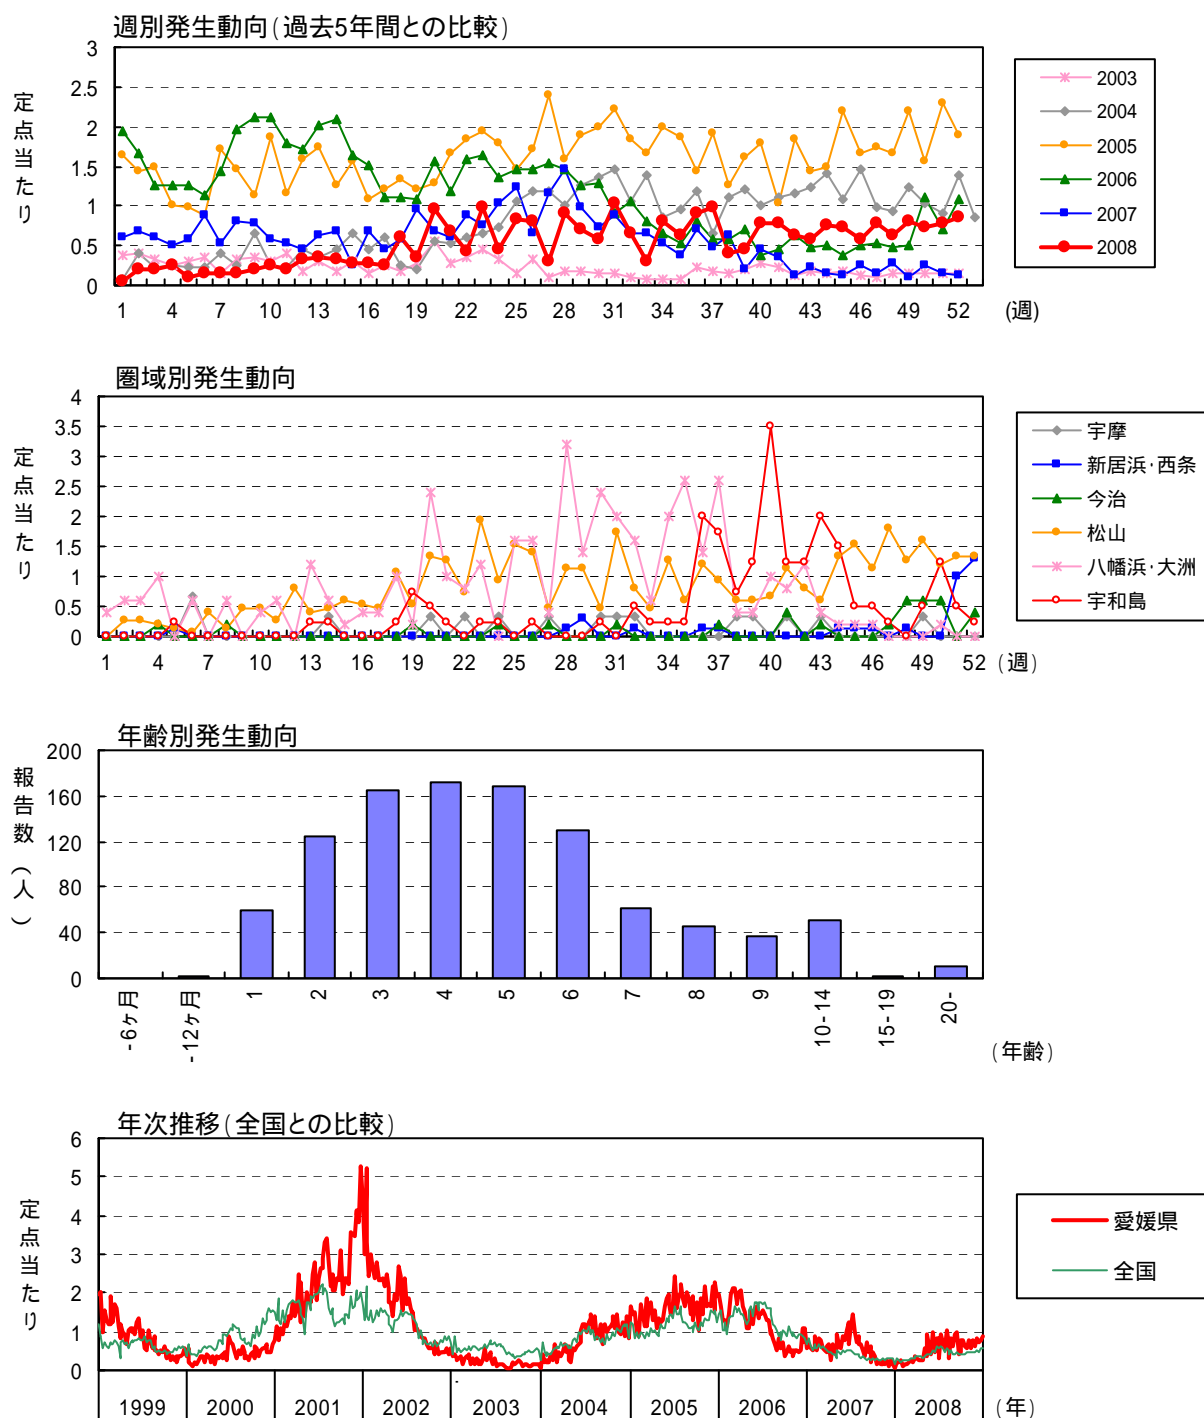 週別発生動向(過去5年間との比較)
定点当たり
3
2.5
2
1.5
1
0.5
0
1 4 7 10 13 16 19 22 25 28 31 34 37 40 43 46 49 52 (週)
2003
2004
2005
2006
2007
2008
圏域別発生動向
定点当たり
4
3.5
3
2.5
2
1.5
1
0.5
0
1 4 7 10 13 16 19 22 25 28 31 34 37 40 43 46 49 52 (週)
宇摩
新居浜・西条
今治
松山
八幡浜・大洲
宇和島
年齢別発生動向
報告数(人)
200
160
120
80
40
0
-6ヶ月 -12ヶ月 1 2 3 4 5 6 7 8 9 10-14 15-19 20-
(年齢)
年次推移(全国との比較)
定点当たり
6
5
4
3
2
1
0
1999 2000 2001 2002 2003 2004 2005 2006 2007 2008 (年)
愛媛県
全国